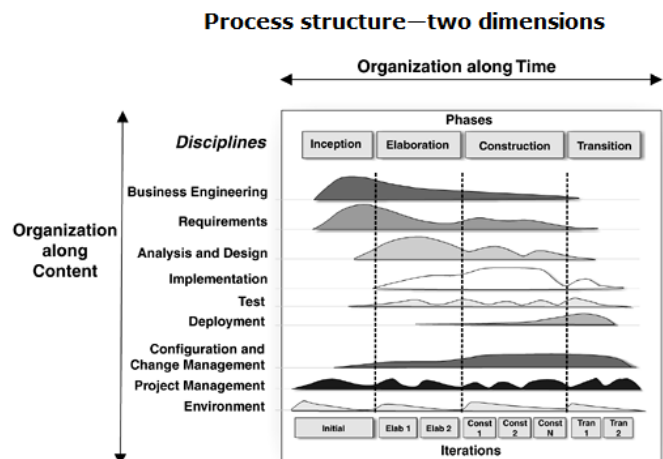 Process structure—two dimensions
Organization along Time
Phases
Disciplines
Inception
Elaboration
Construction
Transition
Business Engineering
Requirements
Organization
along
Content
Analysis and Design
Implementation
Test
Deployment
Configuration and
Change Management
Project Management
Environment
Initial
Elab 1
Elab 2
Const
1
Const
2
Const
N
Tran
1
Tran
2
Iterations